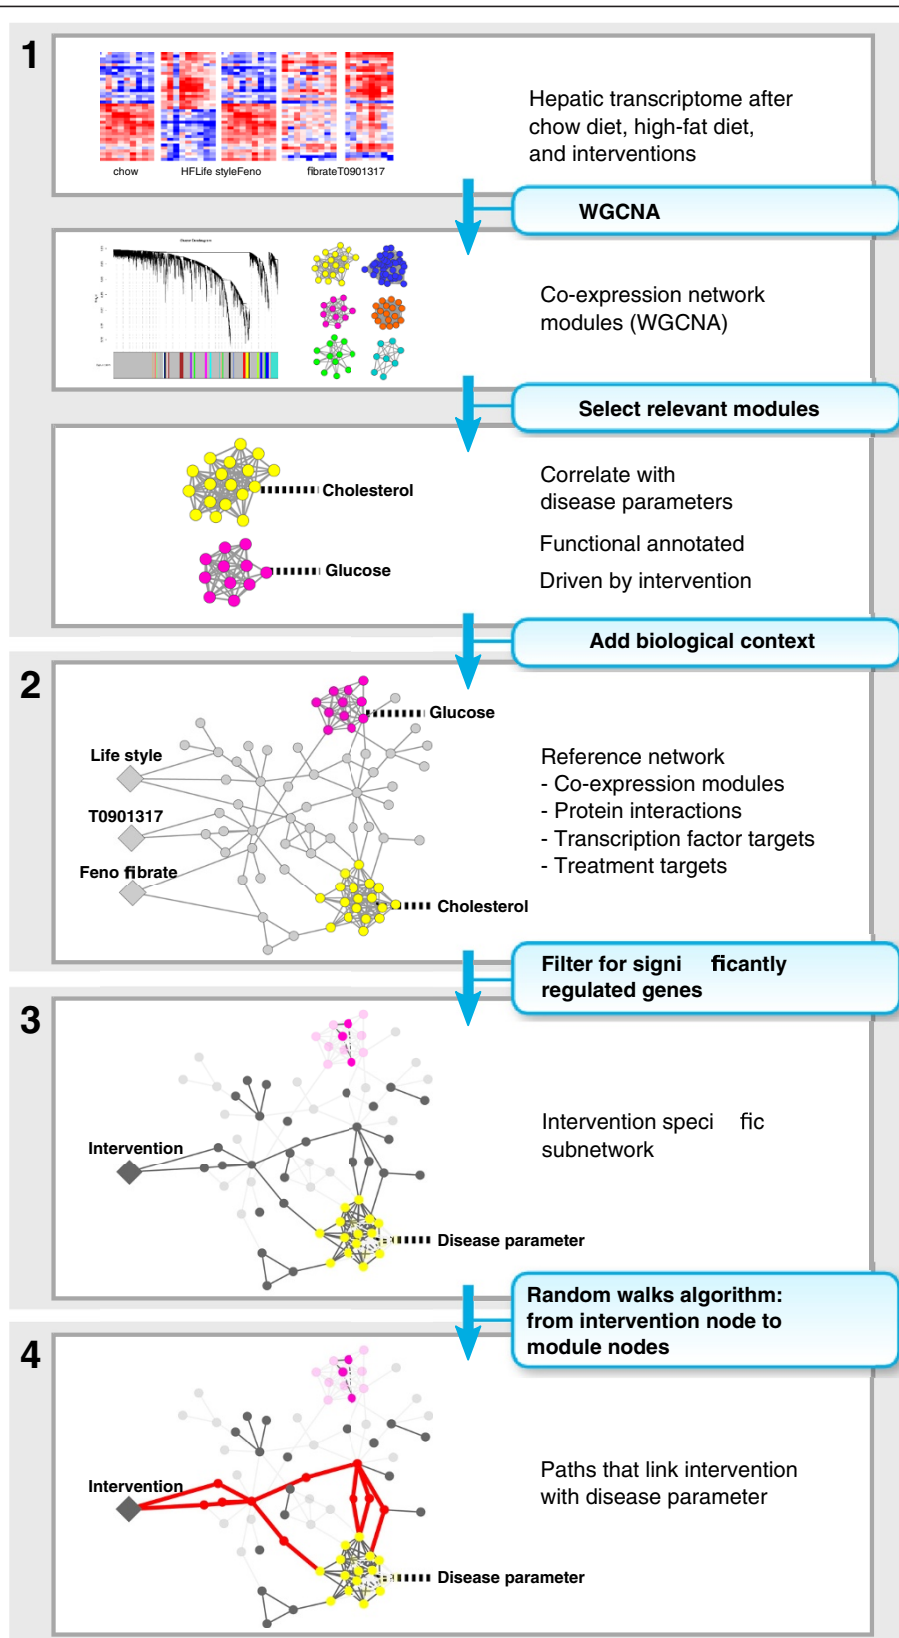 1
Hepatic transcriptome after
chow diet, high-fat diet,
and interventions
chow
HFLife styleFeno
fibrateT0901317
WGCNA
Co-expression network
modules (WGCNA)
Select relevant modules
Cholesterol
Glucose
Correlate with
disease parameters
Functional annotated
Driven by intervention
Add biological context
2
Glucose
Life style
T0901317
Feno fibrate
Cholesterol
Reference network
- Co-expression modules
- Protein interactions
- Transcription factor targets
- Treatment targets
Filter for signi ficantly
regulated genes
3
Intervention
Disease parameter
Intervention speci fic
subnetwork
Random walks algorithm:
from intervention node to
module nodes
4
Intervention
Disease parameter
Paths that link intervention
with disease parameter